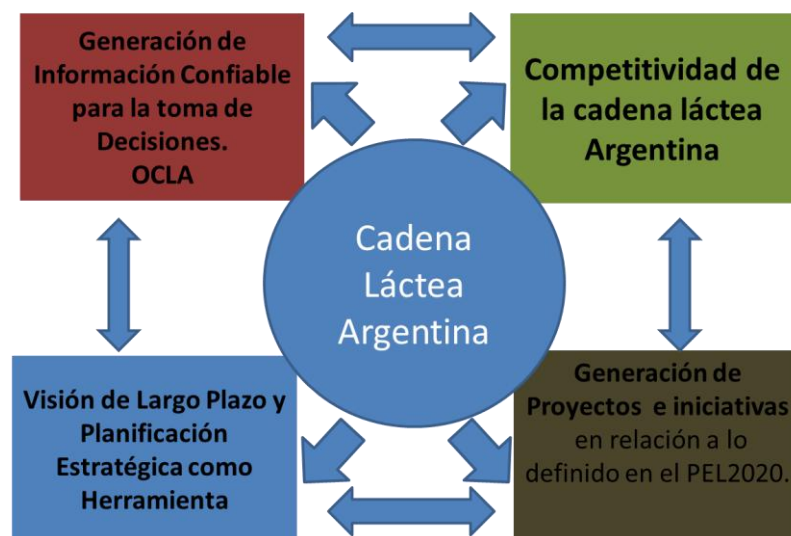 Generación de
Información Confiable
para la toma de
Decisiones.
OCLA
Competitividad de
la cadena láctea
Argentina
Cadena
Láctea
Argentina
Visión de Largo Plazo y
Planificación
Estratégica como
Herramienta
Generación de
Proyectos e iniciativas
en relación a lo
definido en el PEL2020.